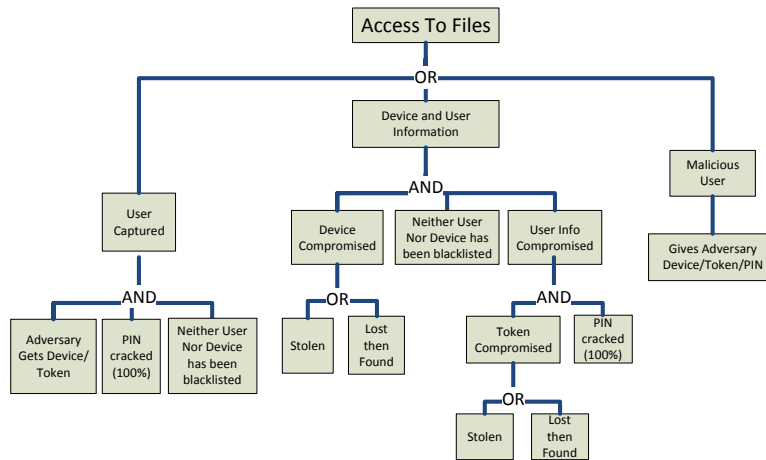 Access To Files
OR
Device and User
Information
Malicious
User
AND
User
Captured
Device
Compromised
Neither User
Nor Device has
been blacklisted
User Info
Compromised
Gives Adversary
Device/Token/PIN
AND
OR
AND
Adversary
Gets Device/
Token
PIN
cracked
(100%)
Neither User
Nor Device
has been
blacklisted
Stolen
Lost
then
Found
Token
Compromised
PIN
cracked
(100%)
OR
Stolen
Lost
then
Found